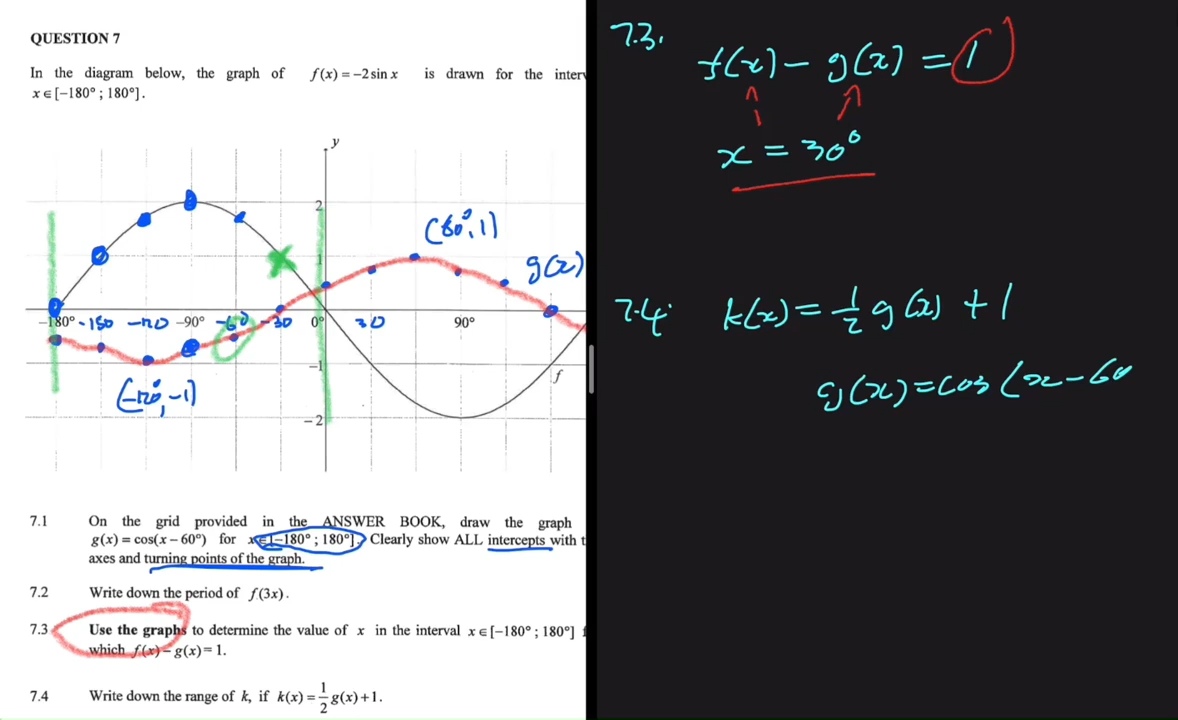 QUESTION 7
In the diagram below, the graph of f(x) = −2 sin x is drawn for the inter
x ∈ [−180° ; 180°].
y
2
1
(60°, 1)
g(x)
−180° -150 -120 −90° -60 -30 0° 30 90°
−1
f
(-120°, -1)
−2
7.1 On the grid provided in the ANSWER BOOK, draw the graph
g(x) = cos(x − 60°) for x ∈ [−180° ; 180°]. Clearly show ALL intercepts with t
axes and turning points of the graph.
7.2 Write down the period of f(3x).
7.3 Use the graphs to determine the value of x in the interval x ∈ [−180° ; 180°] f
which f(x) − g(x) = 1.
7.4 Write down the range of k, if k(x) = 1/2 g(x) + 1.
7.3.
f(x) - g(x) = 1
x = 30°
7.4. k(x) = 1/2 g(x) + 1
g(x) = cos(x - 60